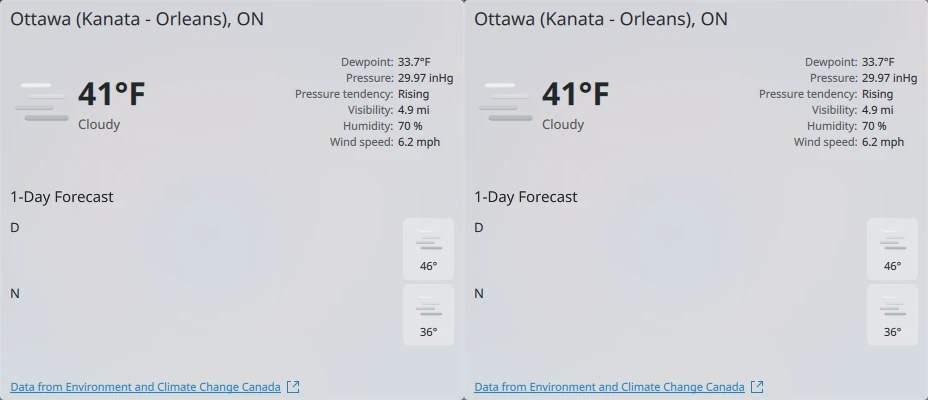 Ottawa (Kanata - Orleans), ON
41°F
Cloudy
Dewpoint: 33.7°F
Pressure: 29.97 inHg
Pressure tendency: Rising
Visibility: 4.9 mi
Humidity: 70 %
Wind speed: 6.2 mph
1-Day Forecast
D
46°
N
36°
Data from Environment and Climate Change Canada
Ottawa (Kanata - Orleans), ON
41°F
Cloudy
Dewpoint: 33.7°F
Pressure: 29.97 inHg
Pressure tendency: Rising
Visibility: 4.9 mi
Humidity: 70 %
Wind speed: 6.2 mph
1-Day Forecast
D
46°
N
36°
Data from Environment and Climate Change Canada